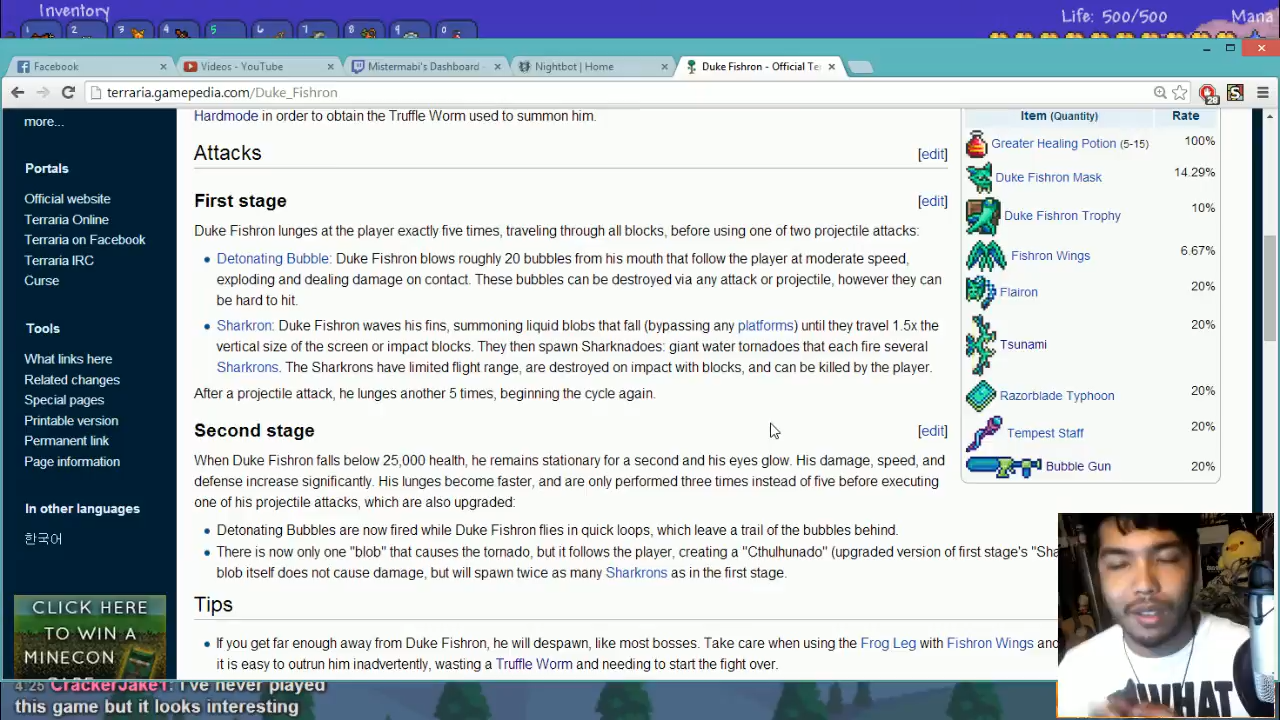 Inventory
Life: 500/500
Mana
1 2 3 4 5 6 7 8 9 0
Facebook
Videos - YouTube
Mistermabi's Dashboard -
Nightbot | Home
Duke Fishron - Official Te
terraria.gamepedia.com/Duke_Fishron
23
S
more...
Portals
Official website
Terraria Online
Terraria on Facebook
Terraria IRC
Curse
Tools
What links here
Related changes
Special pages
Printable version
Permanent link
Page information
In other languages
한국어
CLICK HERE
TO WIN A
MINECON
Hardmode in order to obtain the Truffle Worm used to summon him.
Attacks
[edit]
First stage
[edit]
Duke Fishron lunges at the player exactly five times, traveling through all blocks, before using one of two projectile attacks:
Detonating Bubble: Duke Fishron blows roughly 20 bubbles from his mouth that follow the player at moderate speed,
exploding and dealing damage on contact. These bubbles can be destroyed via any attack or projectile, however they can
be hard to hit.
Sharkron: Duke Fishron waves his fins, summoning liquid blobs that fall (bypassing any platforms) until they travel 1.5x the
vertical size of the screen or impact blocks. They then spawn Sharknadoes: giant water tornadoes that each fire several
Sharkrons. The Sharkrons have limited flight range, are destroyed on impact with blocks, and can be killed by the player.
After a projectile attack, he lunges another 5 times, beginning the cycle again.
Second stage
[edit]
When Duke Fishron falls below 25,000 health, he remains stationary for a second and his eyes glow. His damage, speed, and
defense increase significantly. His lunges become faster, and are only performed three times instead of five before executing
one of his projectile attacks, which are also upgraded:
Detonating Bubbles are now fired while Duke Fishron flies in quick loops, which leave a trail of the bubbles behind.
There is now only one "blob" that causes the tornado, but it follows the player, creating a "Cthulhunado" (upgraded version of first stage's "Sha
blob itself does not cause damage, but will spawn twice as many Sharkrons as in the first stage.
Tips
If you get far enough away from Duke Fishron, he will despawn, like most bosses. Take care when using the Frog Leg with Fishron Wings and
it is easy to outrun him inadvertently, wasting a Truffle Worm and needing to start the fight over.
Item (Quantity) Rate
Greater Healing Potion (5-15) 100%
Duke Fishron Mask 14.29%
Duke Fishron Trophy 10%
Fishron Wings 6.67%
Flairon 20%
Tsunami 20%
Razorblade Typhoon 20%
Tempest Staff 20%
Bubble Gun 20%
WHAT
4:25 CrackerJake1: I've never played
this game but it looks interesting